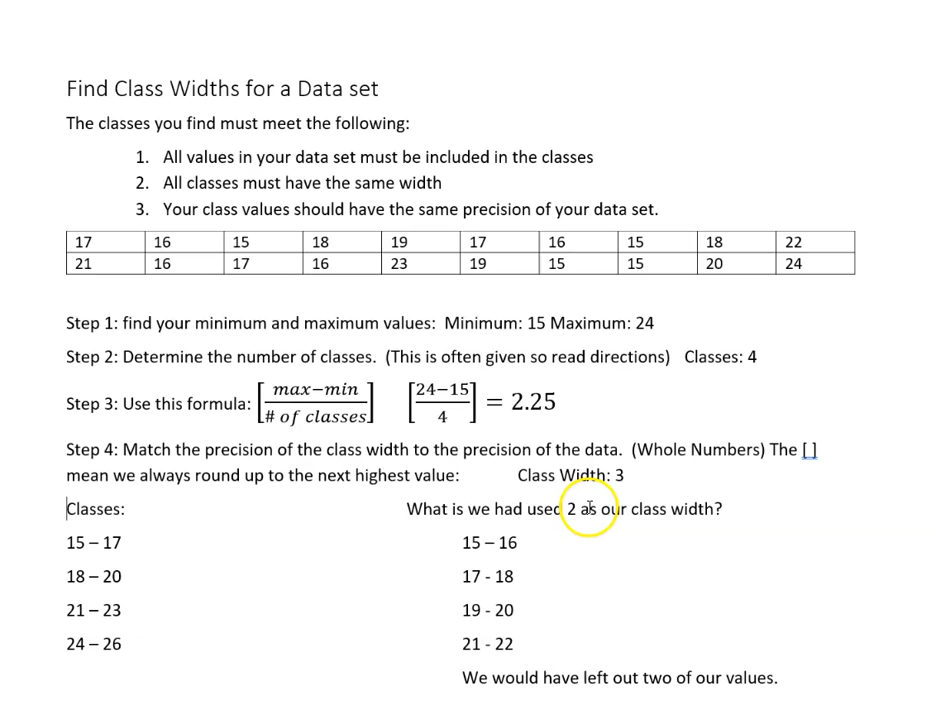 Find Class Widths for a Data set
The classes you find must meet the following:
1. All values in your data set must be included in the classes
2. All classes must have the same width
3. Your class values should have the same precision of your data set.
17 16 15 18 19 17 16 15 18 22
21 16 17 16 23 19 15 15 20 24
Step 1: find your minimum and maximum values: Minimum: 15 Maximum: 24
Step 2: Determine the number of classes. (This is often given so read directions) Classes: 4
Step 3: Use this formula: [max−min / # of classes] [24−15 / 4] = 2.25
Step 4: Match the precision of the class width to the precision of the data. (Whole Numbers) The [ ]
mean we always round up to the next highest value: Class Width: 3
Classes: What is we had used 2 as our class width?
15 – 17 15 – 16
18 – 20 17 - 18
21 – 23 19 - 20
24 – 26 21 - 22
We would have left out two of our values.